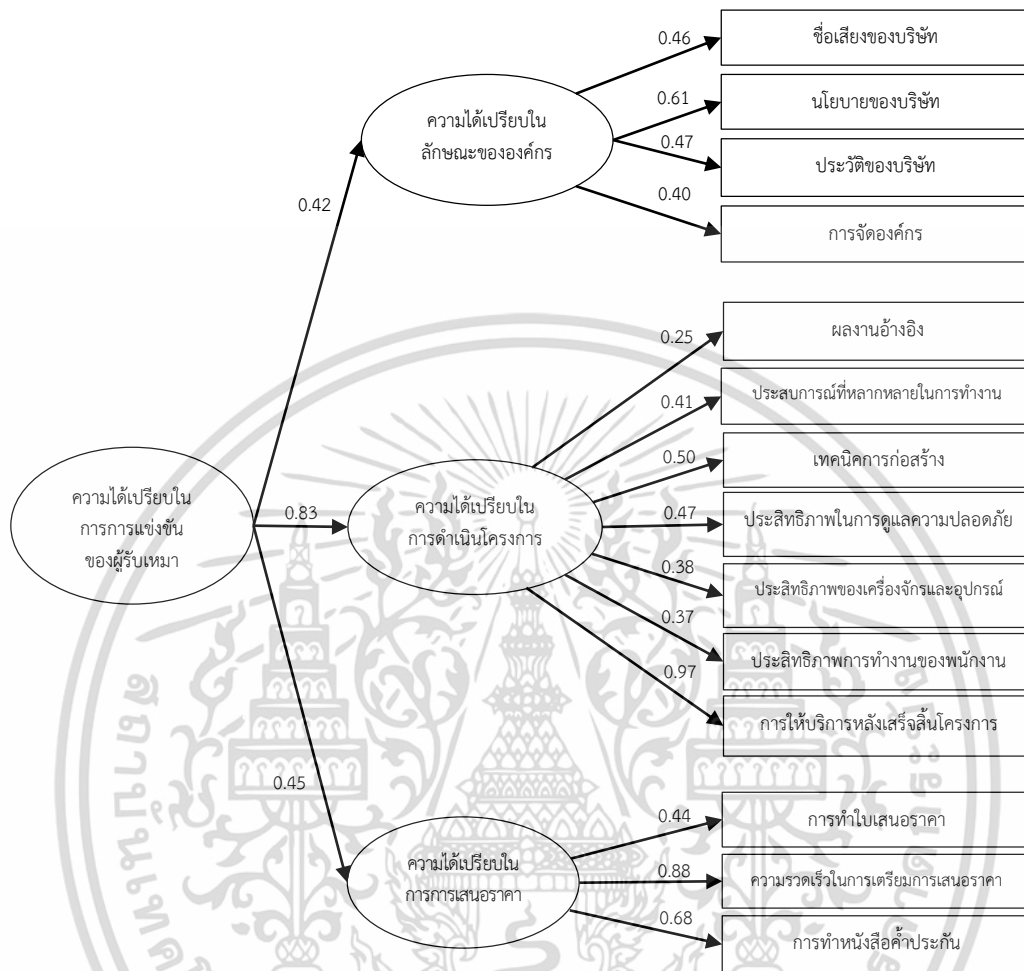 0.46
ชื่อเสียงของบริษัท
ความได้เปรียบใน
ลักษณะขององค์กร
0.61
นโยบายของบริษัท
0.47
ประวัติของบริษัท
0.42
0.40
การจัดองค์กร
0.25
ผลงานอ้างอิง
0.41
ประสบการณ์ที่หลากหลายในการทำงาน
0.50
เทคนิคการก่อสร้าง
ความได้เปรียบใน
การการแข่งขัน
ของผู้รับเหมา
0.83
ความได้เปรียบใน
การดำเนินโครงการ
0.47
ประสิทธิภาพในการดูแลความปลอดภัย
0.38
ประสิทธิภาพของเครื่องจักรและอุปกรณ์
0.37
ประสิทธิภาพการทำงานของพนักงาน
0.97
การให้บริการหลังเสร็จสิ้นโครงการ
0.45
0.44
การทำใบเสนอราคา
ความได้เปรียบใน
การการเสนอราคา
0.88
ความรวดเร็วในการเตรียมการเสนอราคา
0.68
การทำหนังสือค้ำประกัน